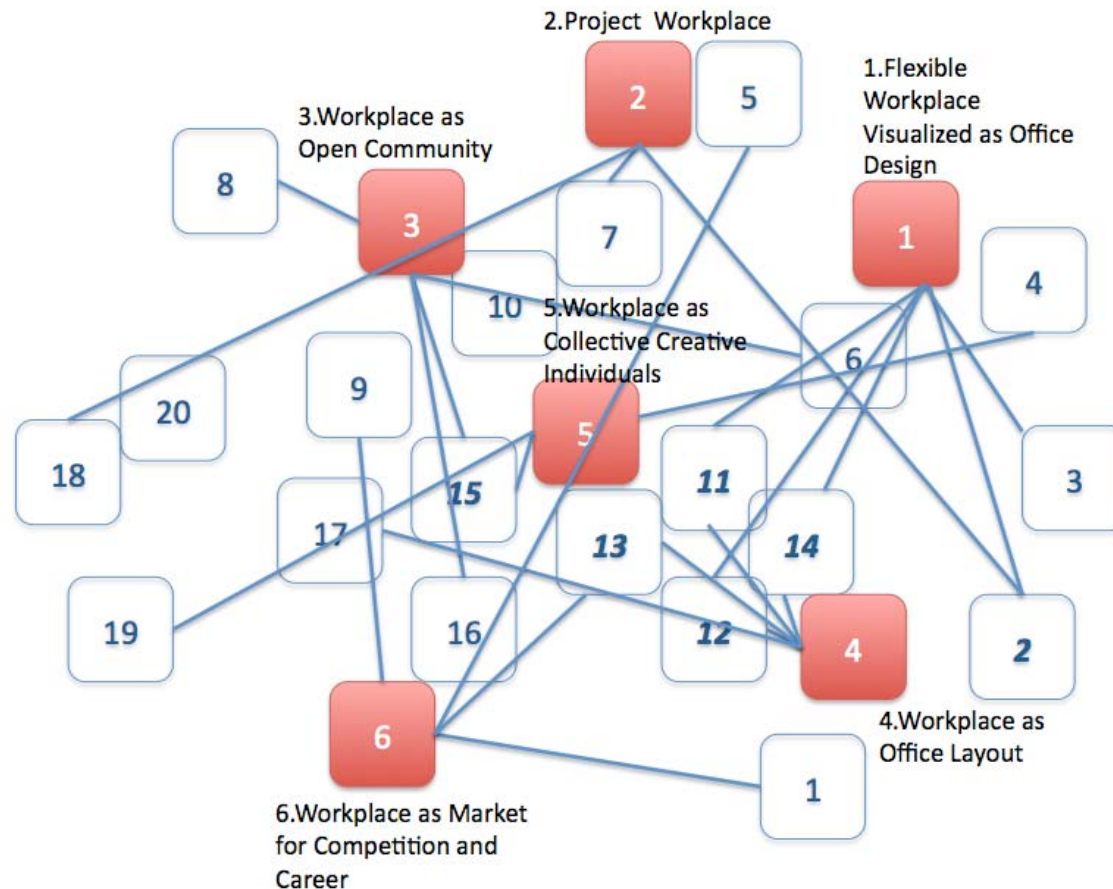 2.Project Workplace
2
5
1.Flexible
Workplace
Visualized as Office
Design
3.Workplace as
Open Community
8
3
7
1
4
10
5.Workplace as
Collective Creative
Individuals
6
9
20
18
5
15
11
3
17
13
14
19
16
12
4
2
6
4.Workplace as
Office Layout
1
6.Workplace as Market
for Competition and
Career